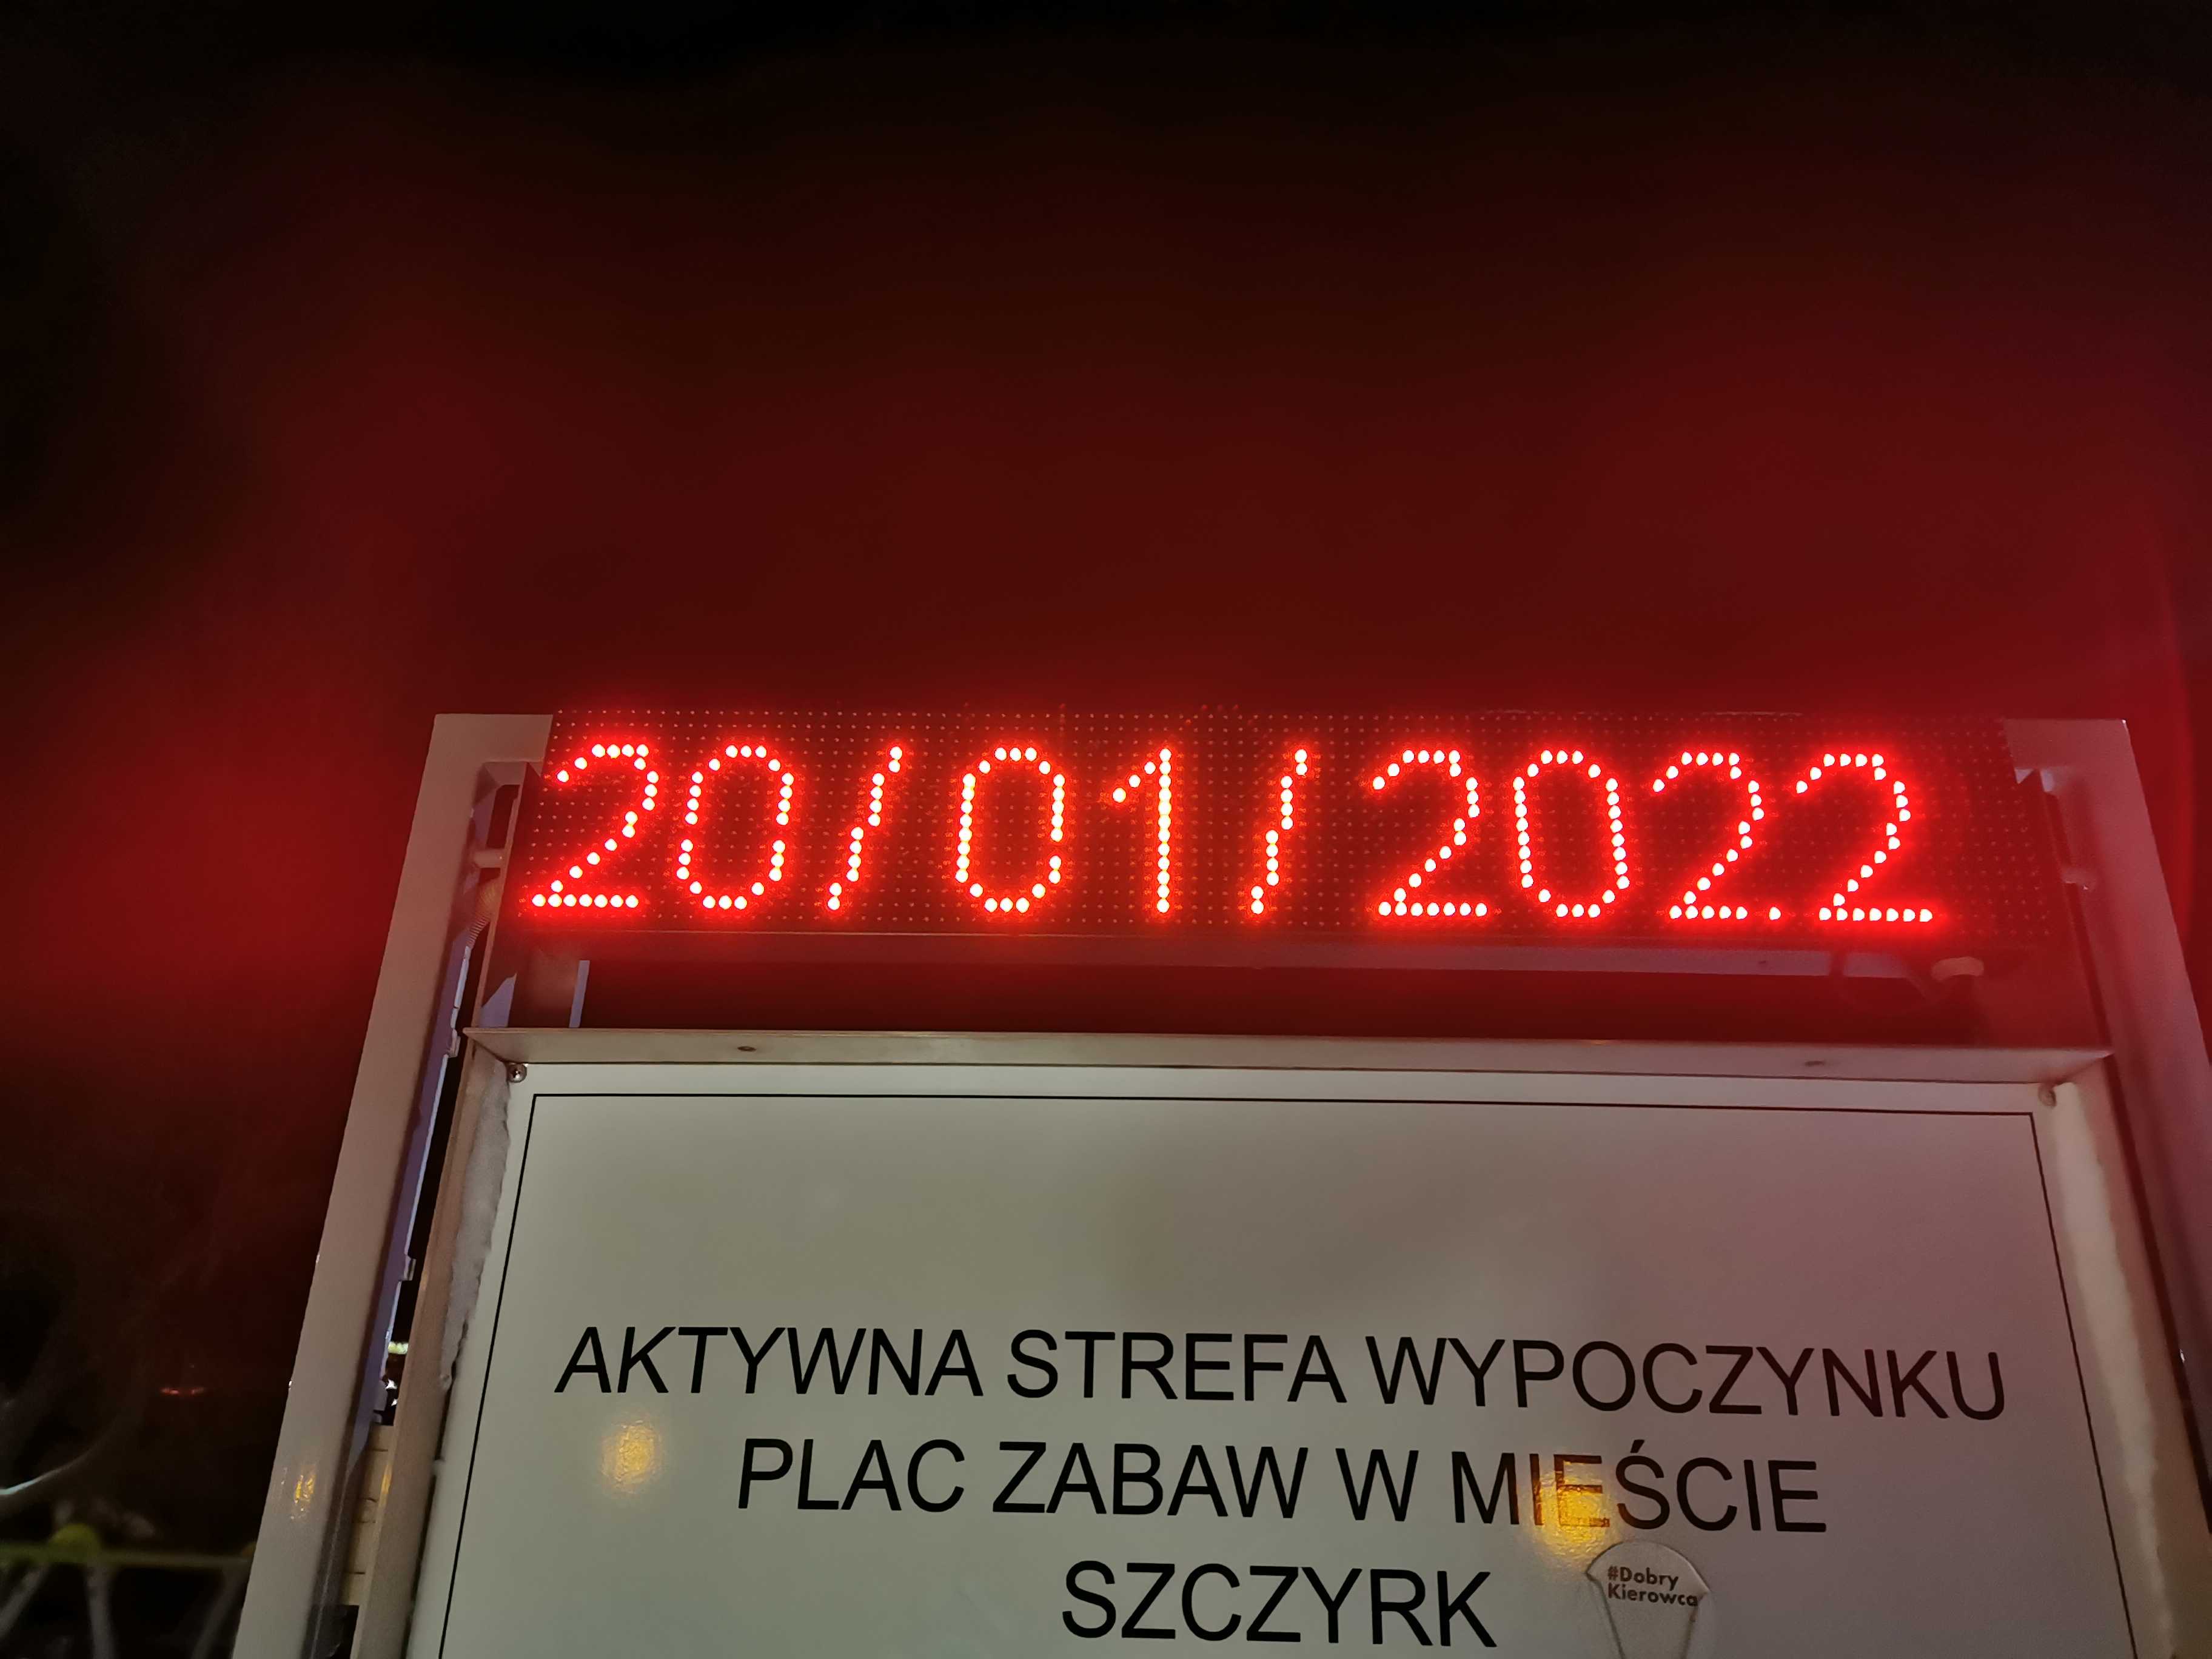 20/01/2022
AKTYWNA STREFA WYPOCZYNKU
PLAC ZABAW W MIEŚCIE
SZCZYRK
#Dobry
Kierowca